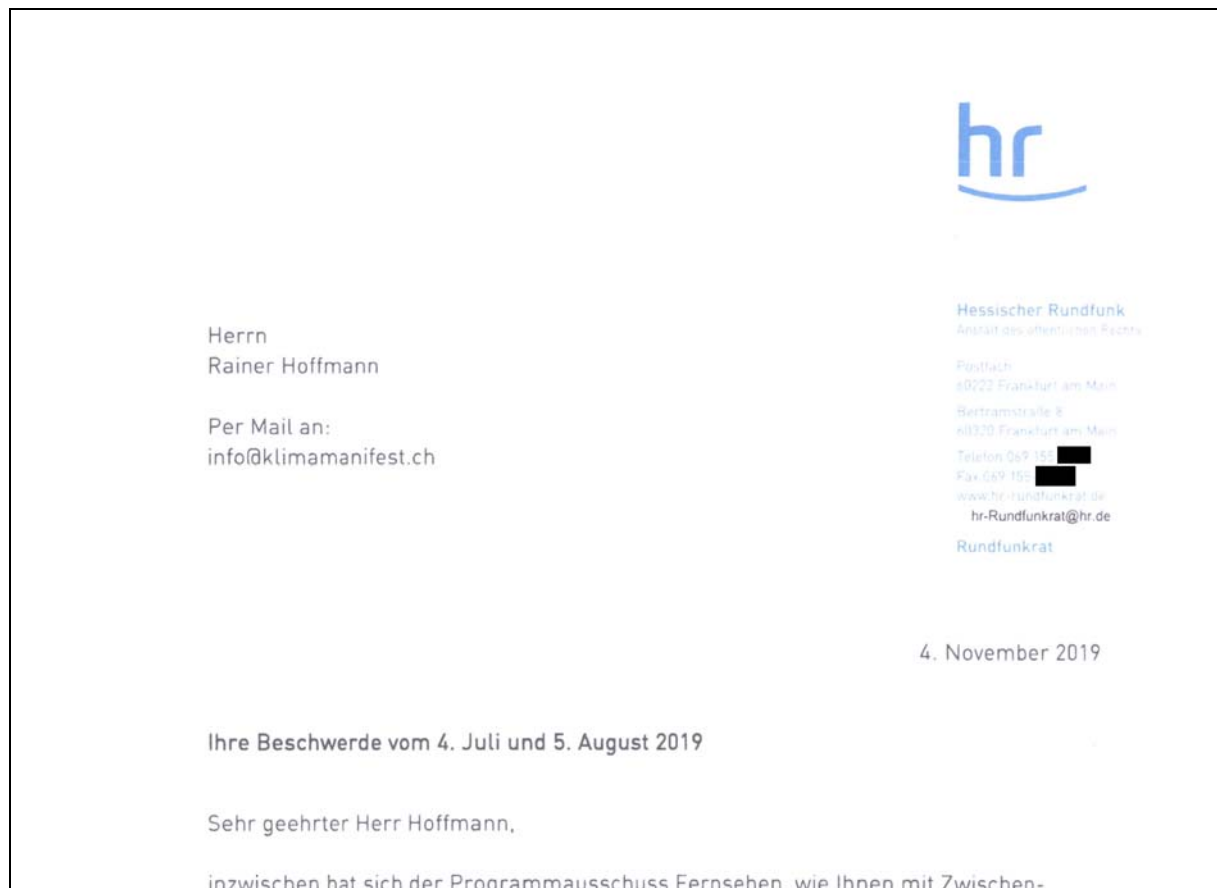 hr
Hessischer Rundfunk
Anstalt des öffentlichen Rechts
Herrn
Rainer Hoffmann
Postfach
60222 Frankfurt am Main
Bertramstraße 8
60320 Frankfurt am Main
Per Mail an:
info@klimamanifest.ch
Telefon 069 155
Fax 069 155
www.hr-rundfunkrat.de
hr-Rundfunkrat@hr.de
Rundfunkrat
4. November 2019
Ihre Beschwerde vom 4. Juli und 5. August 2019
Sehr geehrter Herr Hoffmann,
inzwischen hat sich der Programmausschuss Fernsehen, wie Ihnen mit Zwischen-